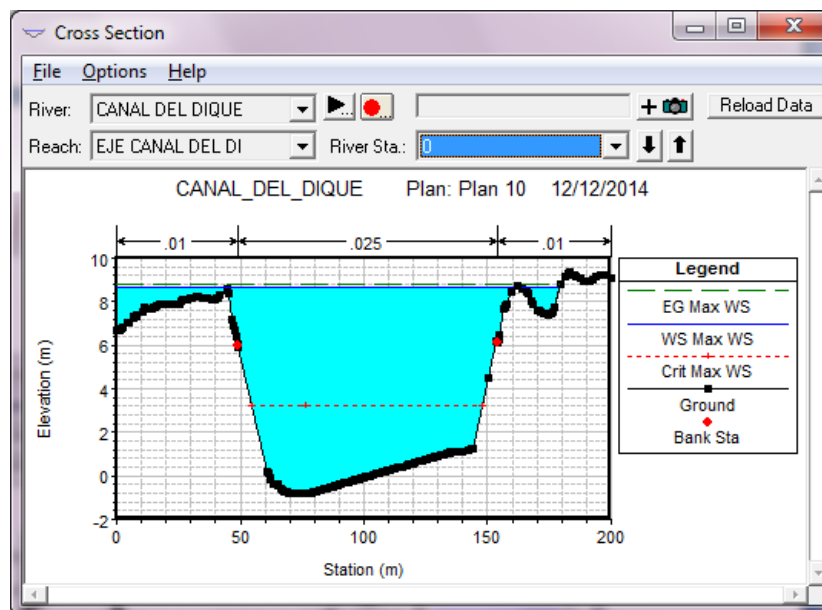 Cross Section
File Options Help
River: CANAL DEL DIQUE Reload Data
Reach: EJE CANAL DEL DI River Sta.: 0
CANAL_DEL_DIQUE Plan: Plan 10 12/12/2014
.01 .025 .01
10
8
6
4
2
0
-2
Elevation (m)
0 50 100 150 200
Station (m)
Legend
EG Max WS
WS Max WS
Crit Max WS
Ground
Bank Sta